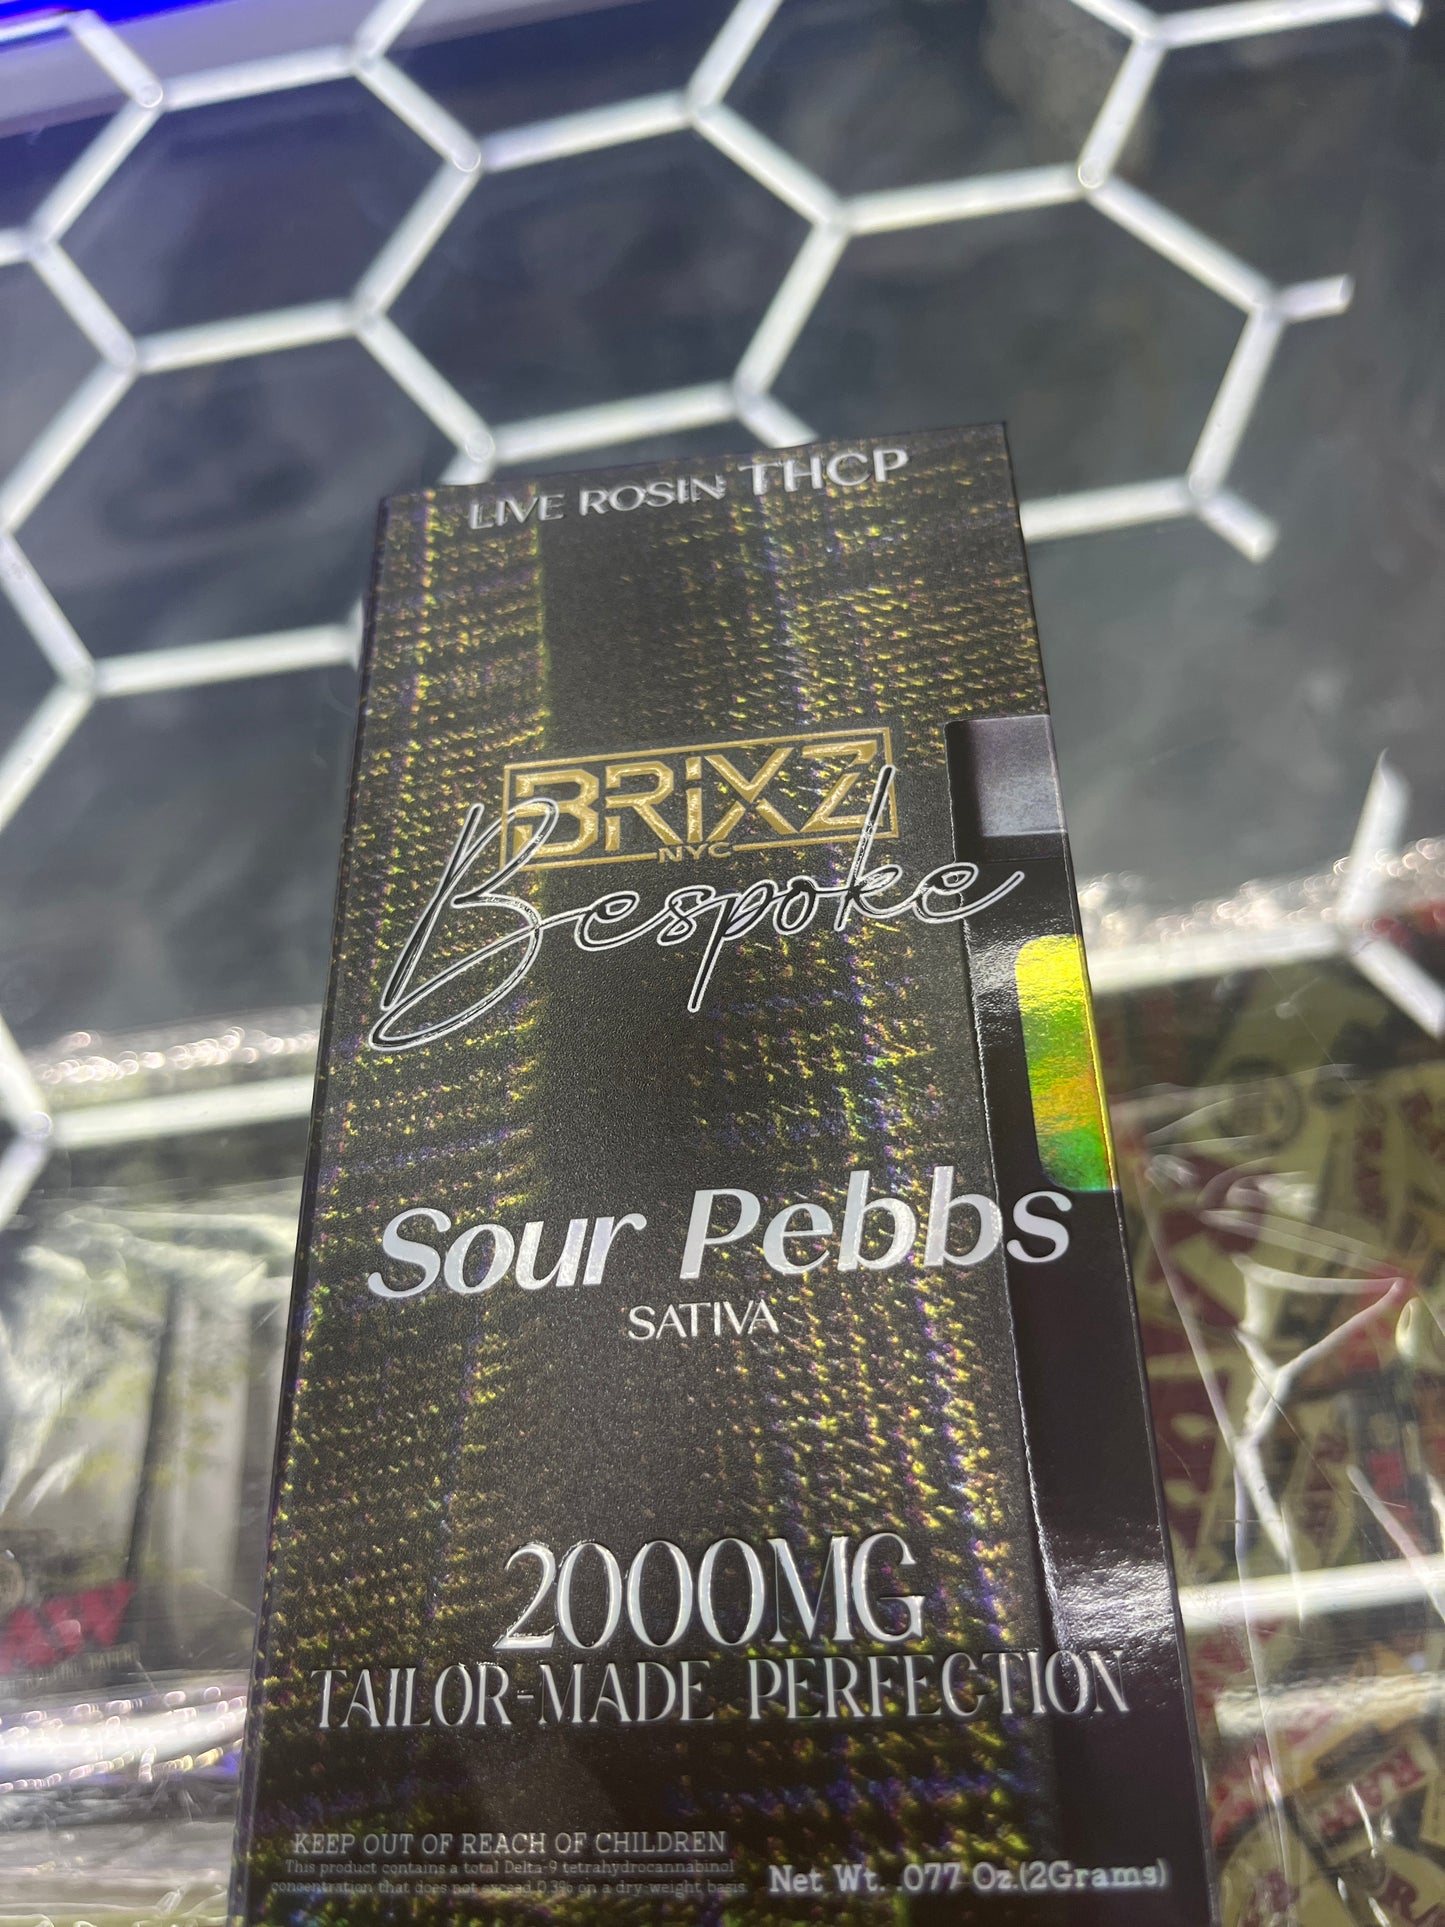 LIVE ROSIN THCP
BRiXZ
NYC
Bespoke
Sour Pebbs
SATIVA
2000MG
TAILOR-MADE PERFECTION
KEEP OUT OF REACH OF CHILDREN
This product contains a total Delta-9 tetrahydrocannabinol
concentration that does not exceed 0.3% on a dry-weight basis.
Net Wt. .077 Oz.(2Grams)
RAW